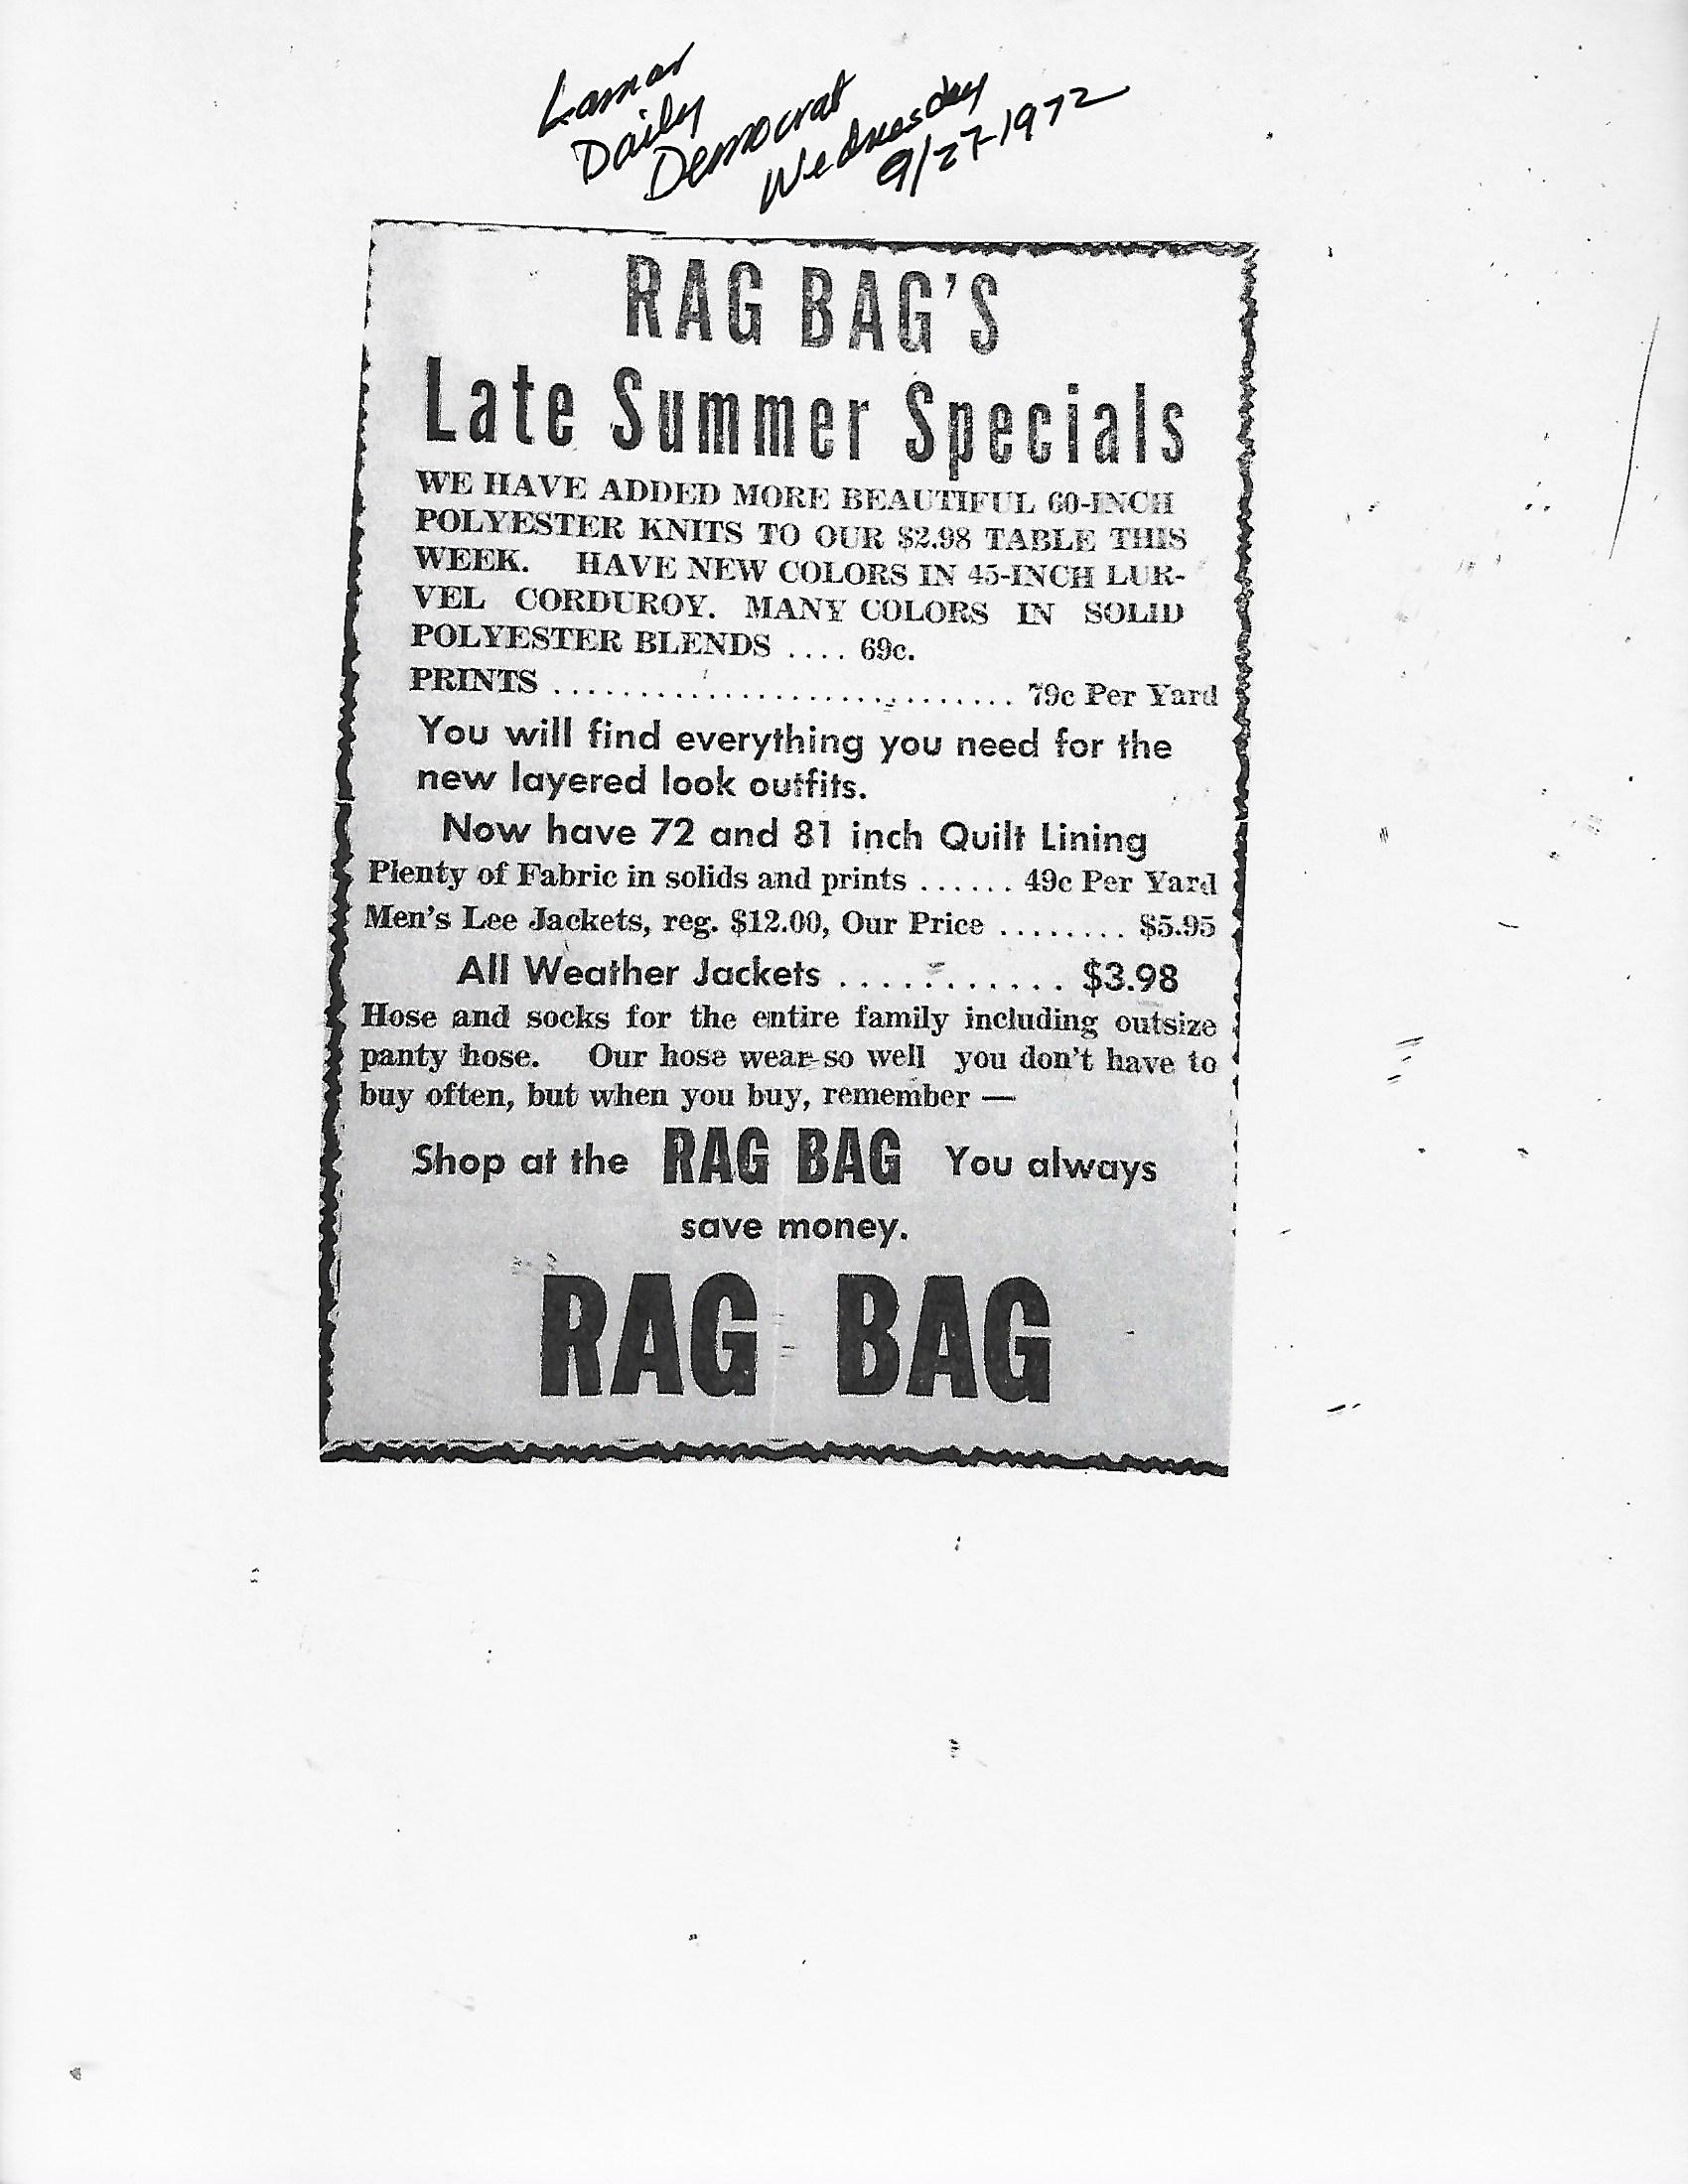 Lamar
Daily
Democrat
Wednesday
9/27-1972
RAG BAG'S
Late Summer Specials
WE HAVE ADDED MORE BEAUTIFUL 60-INCH
POLYESTER KNITS TO OUR $2.98 TABLE THIS
WEEK. HAVE NEW COLORS IN 45-INCH LUR-
VEL CORDUROY. MANY COLORS IN SOLID
POLYESTER BLENDS .... 69c.
PRINTS ........................... 79c Per Yard
You will find everything you need for the
new layered look outfits.
Now have 72 and 81 inch Quilt Lining
Plenty of Fabric in solids and prints ...... 49c Per Yard
Men's Lee Jackets, reg. $12.00, Our Price ........ $5.95
All Weather Jackets ........... $3.98
Hose and socks for the entire family including outsize
panty hose. Our hose wear so well you don't have to
buy often, but when you buy, remember —
Shop at the RAG BAG You always
save money.
RAG BAG